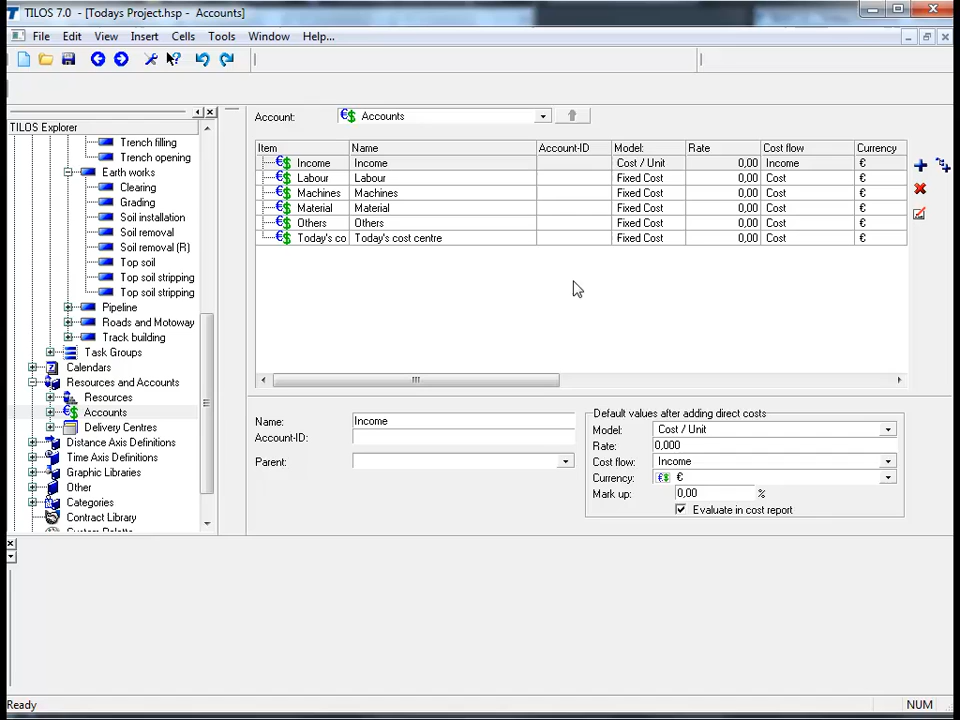 TILOS 7.0 - [Todays Project.hsp - Accounts]
File Edit View Insert Cells Tools Window Help...
TILOS Explorer
Trench filling
Trench opening
Earth works
Clearing
Grading
Soil installation
Soil removal
Soil removal (R)
Top soil
Top soil stripping
Top soil stripping
Pipeline
Roads and Motoway
Track building
Task Groups
Calendars
Resources and Accounts
Resources
Accounts
Delivery Centres
Distance Axis Definitions
Time Axis Definitions
Graphic Libraries
Other
Categories
Contract Library
Account: €$ Accounts
Item Name Account-ID Model: Rate Cost flow Currency
€$ Income Income Cost / Unit 0,00 Income €
€$ Labour Labour Fixed Cost 0,00 Cost €
€$ Machines Machines Fixed Cost 0,00 Cost €
€$ Material Material Fixed Cost 0,00 Cost €
€$ Others Others Fixed Cost 0,00 Cost €
€$ Today's co Today's cost centre Fixed Cost 0,00 Cost €
Name: Income
Account-ID:
Parent:
Default values after adding direct costs
Model: Cost / Unit
Rate: 0,000
Cost flow: Income
Currency: €$ €
Mark up: 0,00 %
Evaluate in cost report
Ready NUM